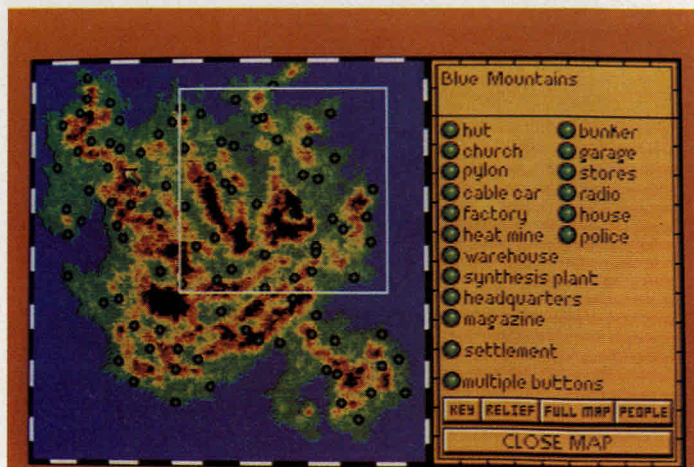 Blue Mountains
hut
bunker
church
garage
pylon
stores
cable car
radio
factory
house
heat mine
police
warehouse
synthesis plant
headquarters
magazine
settlement
multiple buttons
KEY RELIEF FULL MAP PEOPLE
CLOSE MAP